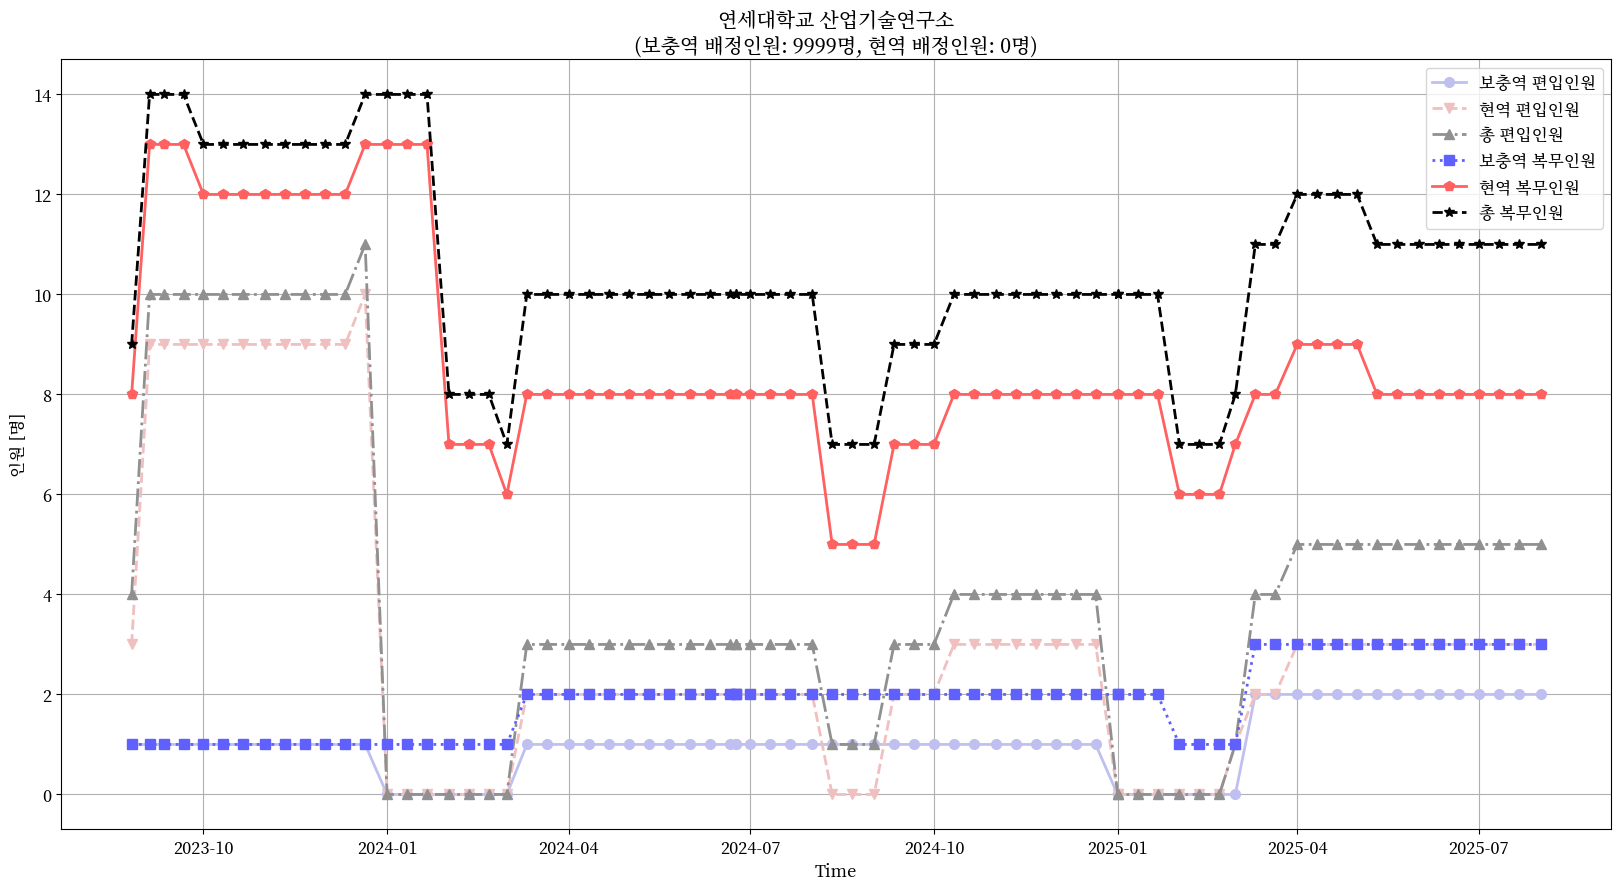 연세대학교 산업기술연구소
(보충역 배정인원: 9999명, 현역 배정인원: 0명)
보충역 편입인원
현역 편입인원
총 편입인원
보충역 복무인원
현역 복무인원
총 복무인원
인원 [명]
14
12
10
8
6
4
2
0
2023-10
2024-01
2024-04
2024-07
2024-10
2025-01
2025-04
2025-07
Time